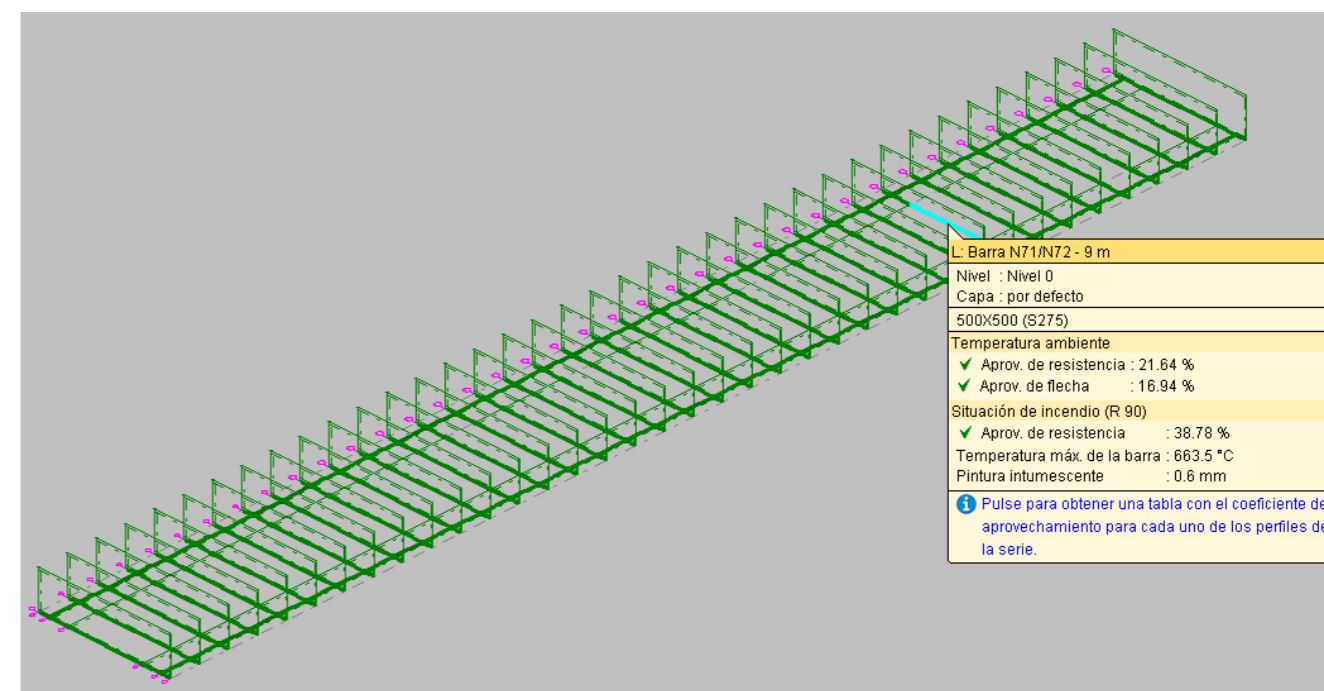 L: Barra N71/N72 - 9 m
Nivel : Nivel 0
Capa : por defecto
500X500 (S275)
Temperatura ambiente
Aprov. de resistencia : 21.64 %
Aprov. de flecha : 16.94 %
Situación de incendio (R 90)
Aprov. de resistencia : 38.78 %
Temperatura máx. de la barra : 663.5 °C
Pintura intumescente : 0.6 mm
Pulse para obtener una tabla con el coeficiente de
aprovechamiento para cada uno de los perfiles de
la serie.